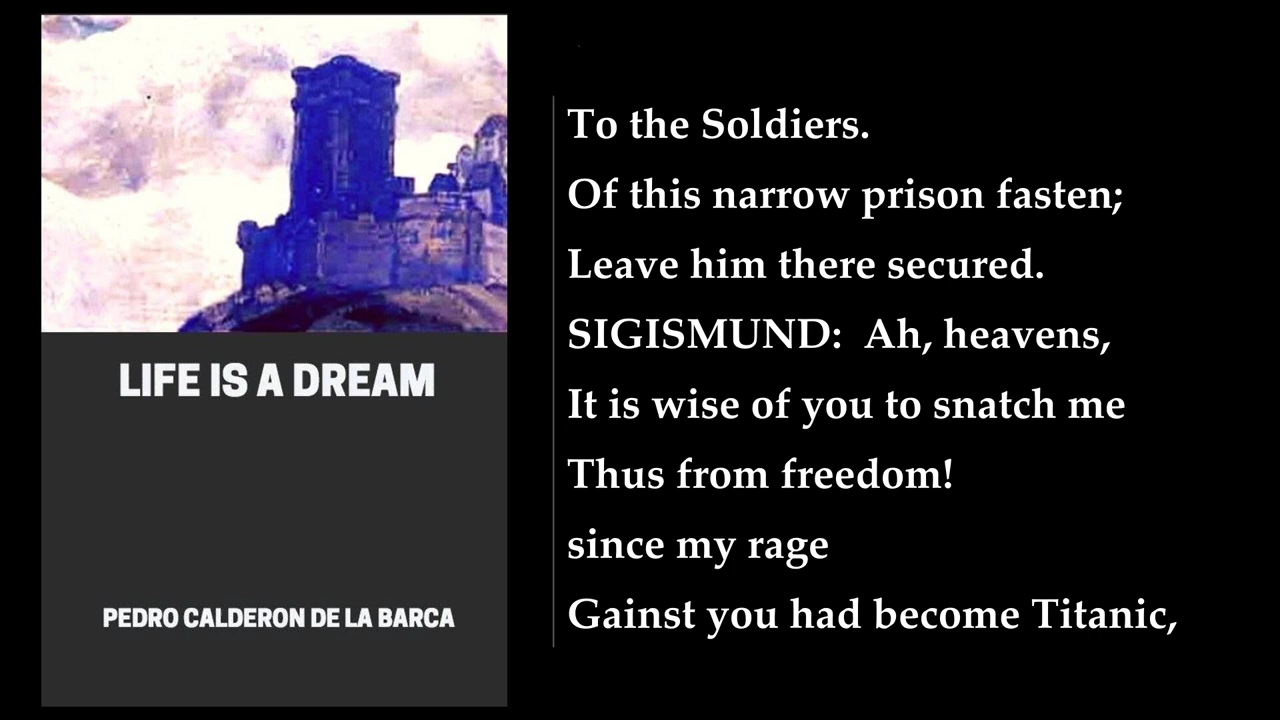 LIFE IS A DREAM
PEDRO CALDERON DE LA BARCA
To the Soldiers.
Of this narrow prison fasten;
Leave him there secured.
SIGISMUND:  Ah, heavens,
It is wise of you to snatch me
Thus from freedom!
since my rage
Gainst you had become Titanic,